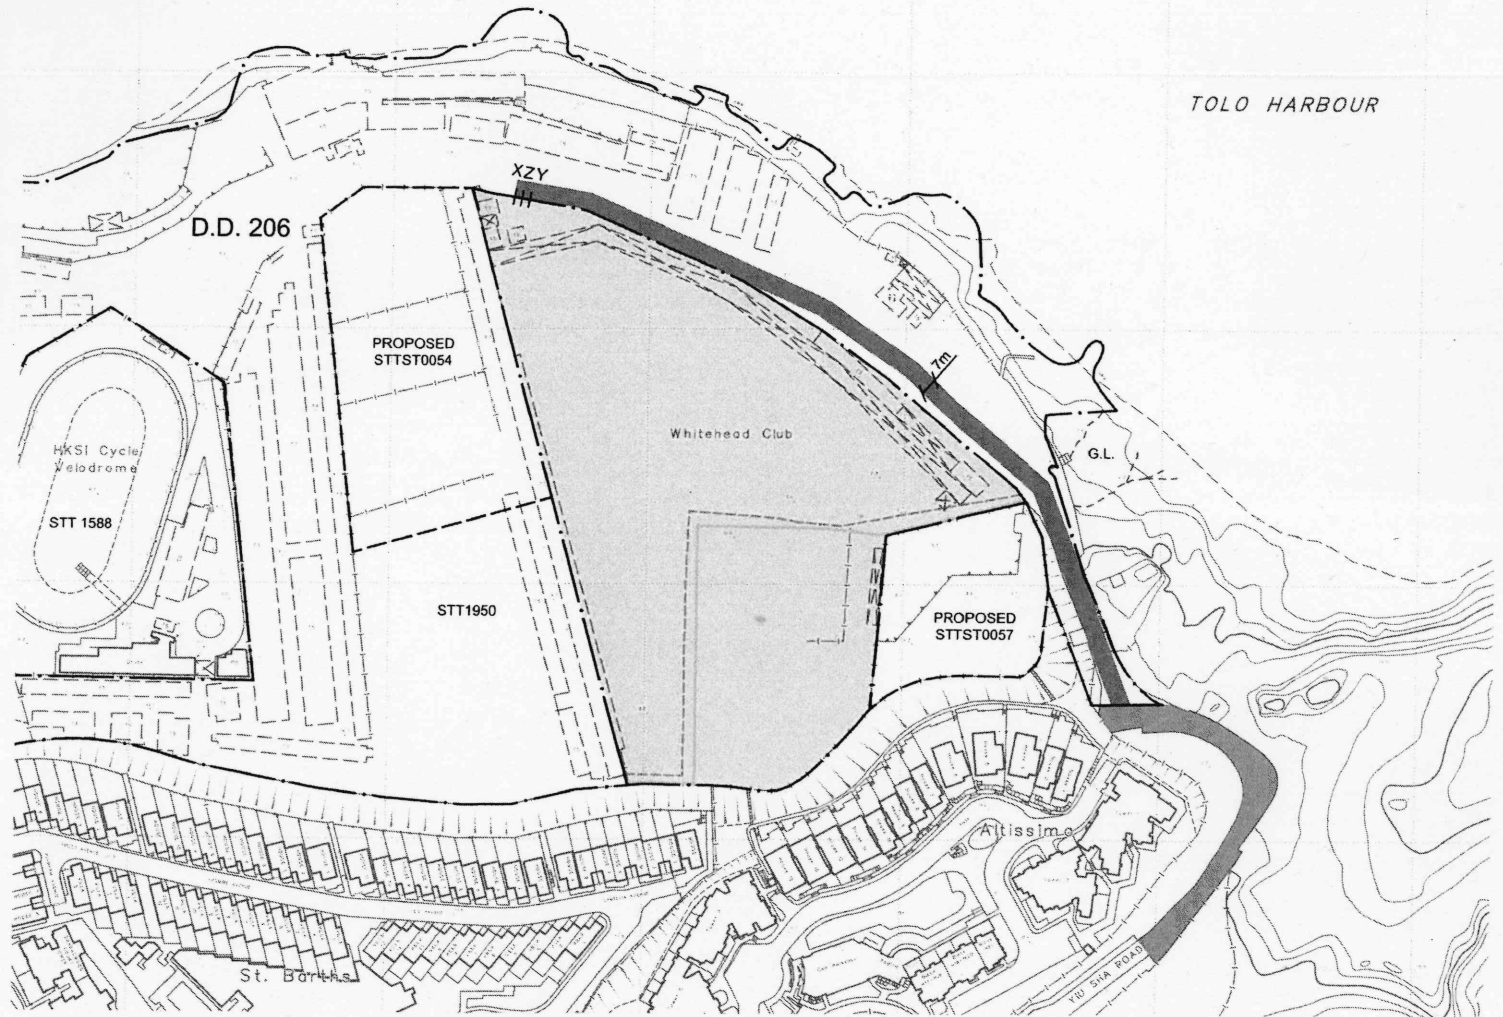 TOLO HARBOUR
XZY
D.D. 206
PROPOSED
STTST0054
7m
Whitehead Club
HKSI Cycle
Velodrome
G.L.
STT 1588
STT1950
PROPOSED
STTST0057
Altissimo
St. Barths
YIU SHA ROAD